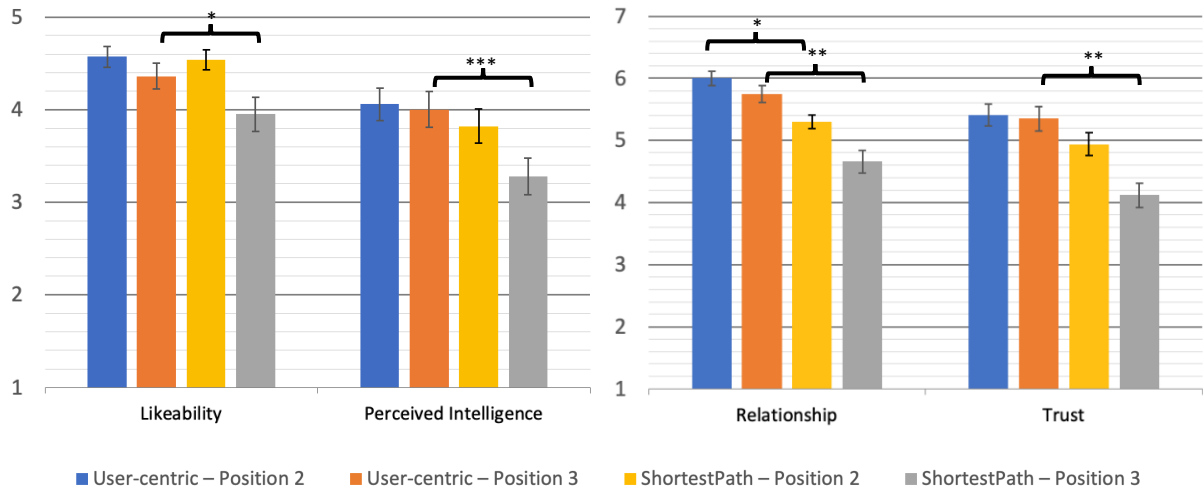 5
4
3
2
1
*
***
Likeability
Perceived Intelligence
7
6
5
4
3
2
1
*
**
**
Relationship
Trust
User-centric – Position 2
User-centric – Position 3
ShortestPath – Position 2
ShortestPath – Position 3